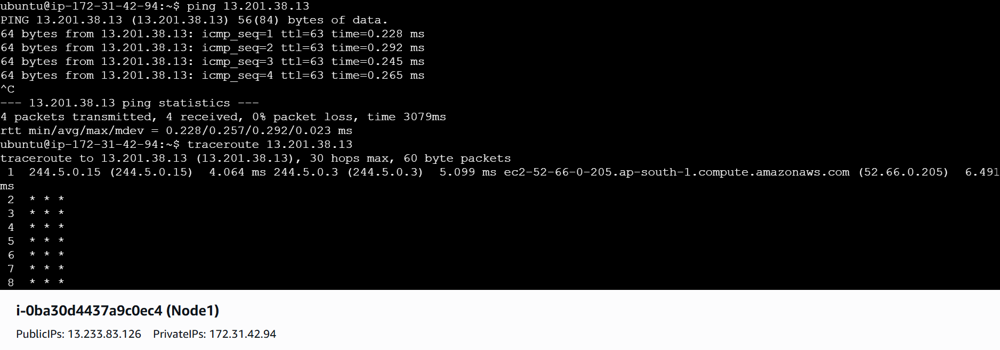 ubuntu@ip-172-31-42-94:~$ ping 13.201.38.13
PING 13.201.38.13 (13.201.38.13) 56(84) bytes of data.
64 bytes from 13.201.38.13: icmp_seq=1 ttl=63 time=0.228 ms
64 bytes from 13.201.38.13: icmp_seq=2 ttl=63 time=0.292 ms
64 bytes from 13.201.38.13: icmp_seq=3 ttl=63 time=0.245 ms
64 bytes from 13.201.38.13: icmp_seq=4 ttl=63 time=0.265 ms
^C
--- 13.201.38.13 ping statistics ---
4 packets transmitted, 4 received, 0% packet loss, time 3079ms
rtt min/avg/max/mdev = 0.228/0.257/0.292/0.023 ms
ubuntu@ip-172-31-42-94:~$ traceroute 13.201.38.13
traceroute to 13.201.38.13 (13.201.38.13), 30 hops max, 60 byte packets
 1  244.5.0.15 (244.5.0.15)  4.064 ms 244.5.0.3 (244.5.0.3)  5.099 ms ec2-52-66-0-205.ap-south-1.compute.amazonaws.com (52.66.0.205)  6.491
ms
 2  * * *
 3  * * *
 4  * * *
 5  * * *
 6  * * *
 7  * * *
 8  * * *
i-0ba30d4437a9c0ec4 (Node1)
PublicIPs: 13.233.83.126 PrivateIPs: 172.31.42.94